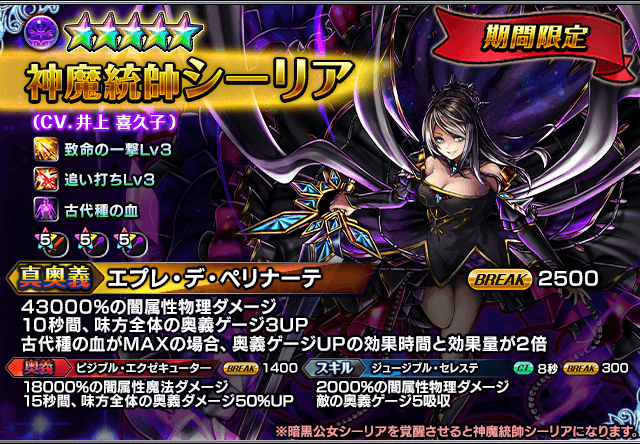 期間限定
神魔統帥シーリア
(CV.井上 喜久子)
致命の一撃Lv3
追い打ちLv3
古代種の血
5 5 5
真奥義 エプレ・デ・ペリナーテ BREAK 2500
43000%の闇属性物理ダメージ
10秒間、味方全体の奥義ゲージ3UP
古代種の血がMAXの場合、奥義ゲージUPの効果時間と効果量が2倍
奥義 ビジブル・エクゼキューター BREAK 1400
18000%の闇属性魔法ダメージ
15秒間、味方全体の奥義ダメージ50%UP
スキル ジュージブル・セレステ CT 8秒 BREAK 300
2000%の闇属性物理ダメージ
敵の奥義ゲージ5吸収
※暗黒公女シーリアを覚醒させると神魔統帥シーリアになります。